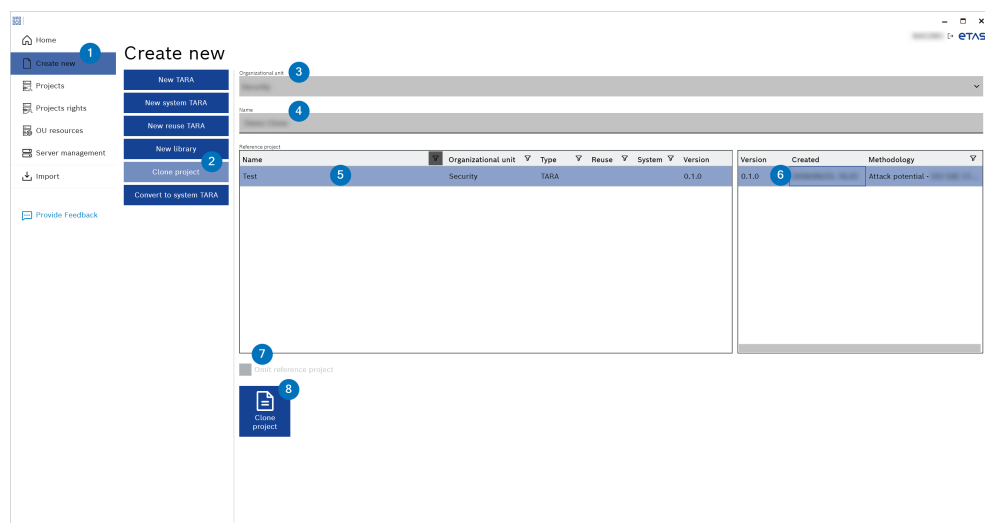 ETAS
Home
Create new
Projects
Projects rights
OU resources
Server management
Import
Provide Feedback
1
Create new
New TARA
New system TARA
New reuse TARA
New library
2
Clone project
Convert to system TARA
Organizational unit
3
Security
Name
4
Demo Clone
Reference project
Name Organizational unit Type Reuse System Version
Test 5 Security TARA 0.1.0
Version Created Methodology
0.1.0 6 Attack potential -
7
Omit reference project
8
Clone
project